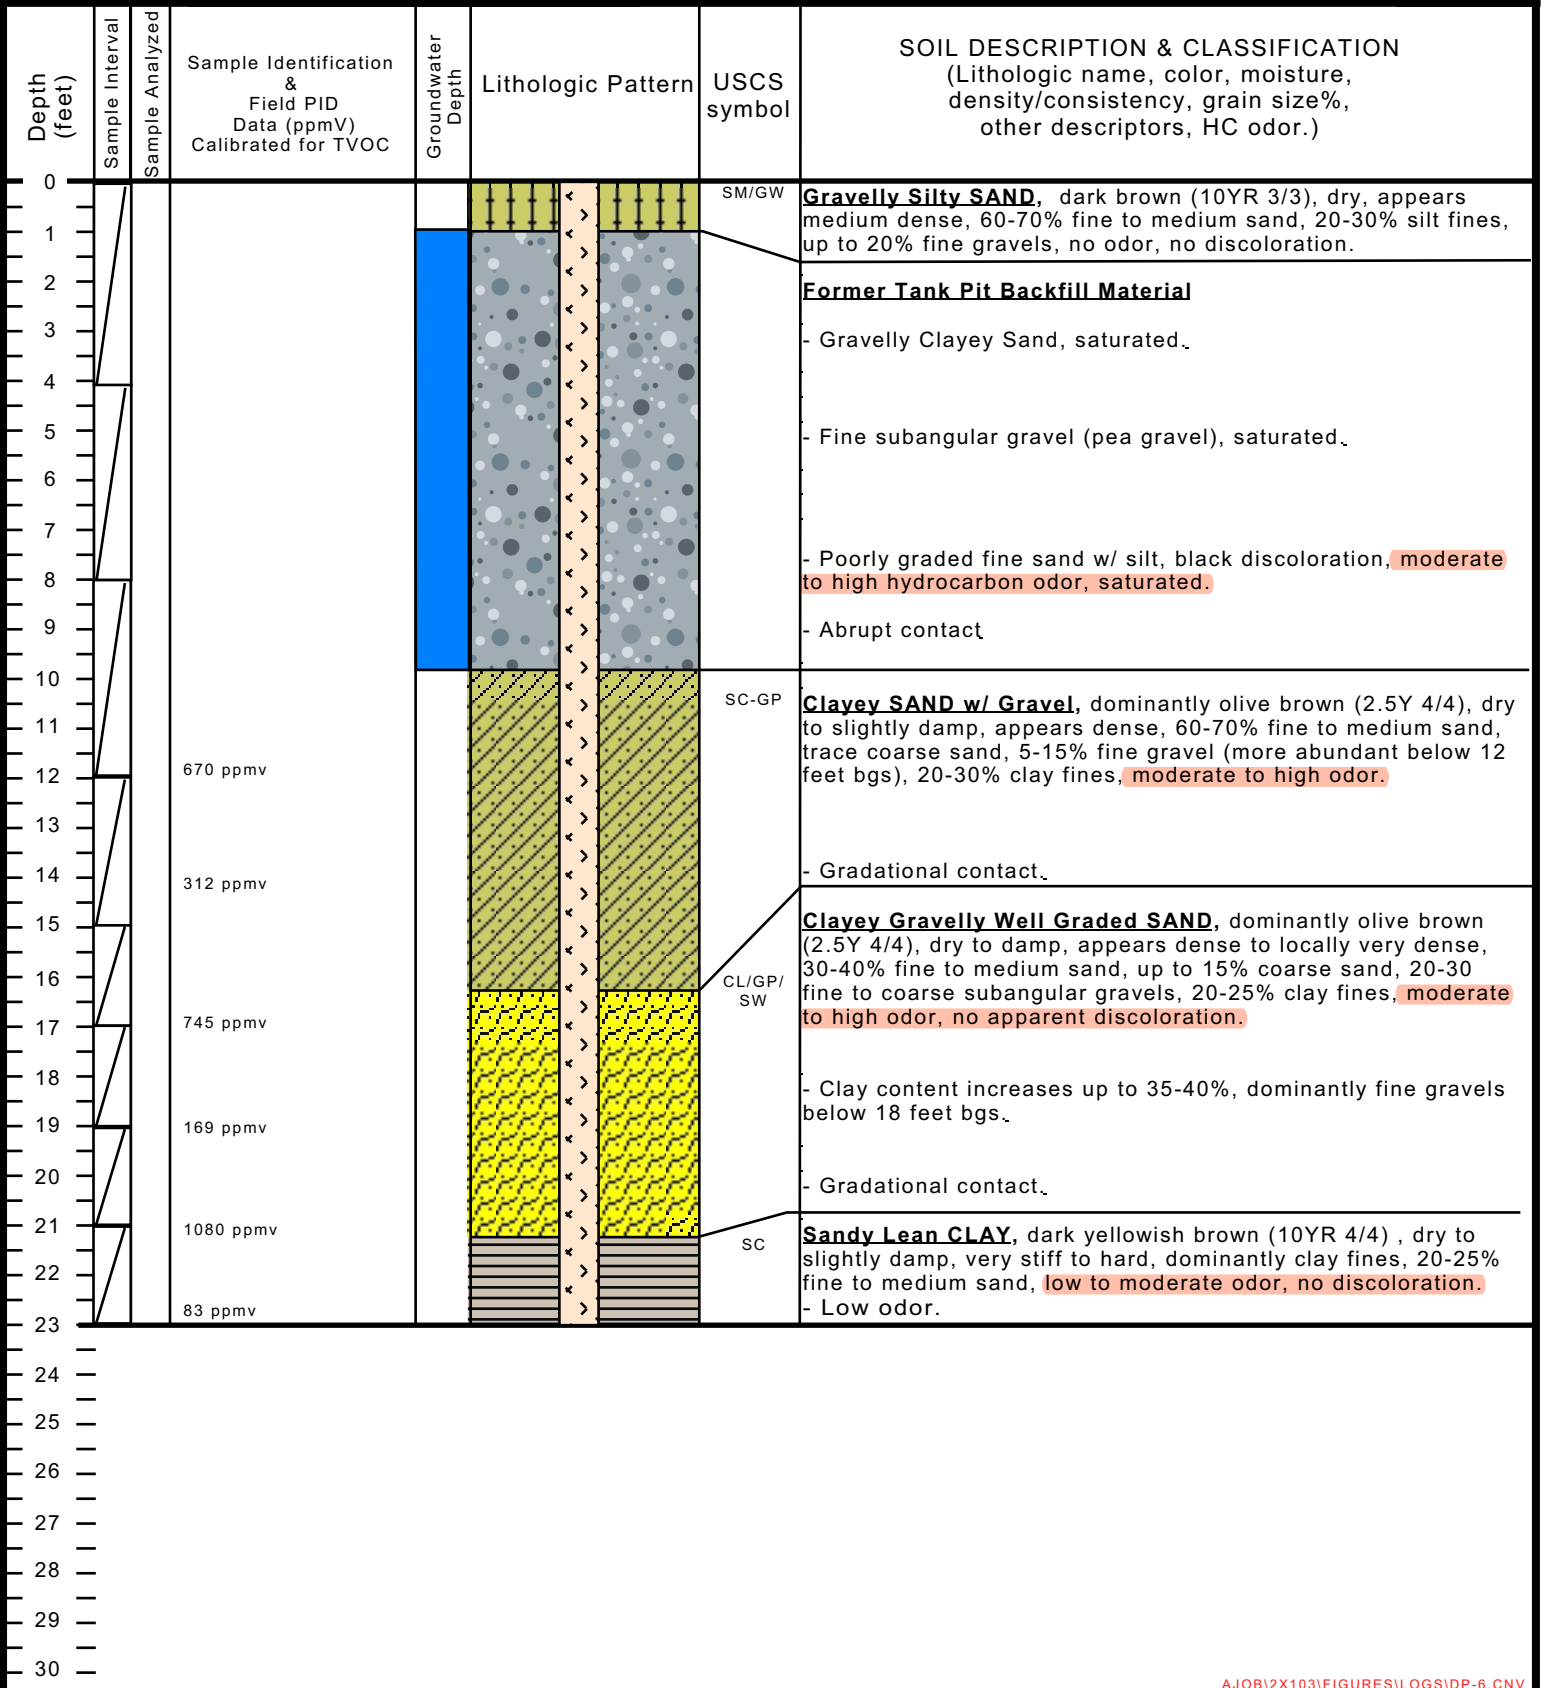 Depth
(feet)
Sample Interval
Sample Analyzed
Sample Identification
&
Field PID
Data (ppmV)
Calibrated for TVOC
Groundwater
Depth
Lithologic Pattern
USCS
symbol
SOIL DESCRIPTION & CLASSIFICATION
(Lithologic name, color, moisture,
density/consistency, grain size%,
other descriptors, HC odor.)
0
1
2
3
4
5
6
7
8
9
10
11
12
13
14
15
16
17
18
19
20
21
22
23
24
25
26
27
28
29
30
670 ppmv
312 ppmv
745 ppmv
169 ppmv
1080 ppmv
83 ppmv
SM/GW
SC-GP
CL/GP/
SW
SC
Gravelly Silty SAND, dark brown (10YR 3/3), dry, appears
medium dense, 60-70% fine to medium sand, 20-30% silt fines,
up to 20% fine gravels, no odor, no discoloration.
Former Tank Pit Backfill Material
- Gravelly Clayey Sand, saturated.
- Fine subangular gravel (pea gravel), saturated.
- Poorly graded fine sand w/ silt, black discoloration, moderate
to high hydrocarbon odor, saturated.
- Abrupt contact
Clayey SAND w/ Gravel, dominantly olive brown (2.5Y 4/4), dry
to slightly damp, appears dense, 60-70% fine to medium sand,
trace coarse sand, 5-15% fine gravel (more abundant below 12
feet bgs), 20-30% clay fines, moderate to high odor.
- Gradational contact.
Clayey Gravelly Well Graded SAND, dominantly olive brown
(2.5Y 4/4), dry to damp, appears dense to locally very dense,
30-40% fine to medium sand, up to 15% coarse sand, 20-30
fine to coarse subangular gravels, 20-25% clay fines, moderate
to high odor, no apparent discoloration.
- Clay content increases up to 35-40%, dominantly fine gravels
below 18 feet bgs.
- Gradational contact.
Sandy Lean CLAY, dark yellowish brown (10YR 4/4) , dry to
slightly damp, very stiff to hard, dominantly clay fines, 20-25%
fine to medium sand, low to moderate odor, no discoloration.
- Low odor.
AJOB\2X103\FIGURES\LOGS\DP-6.CNV